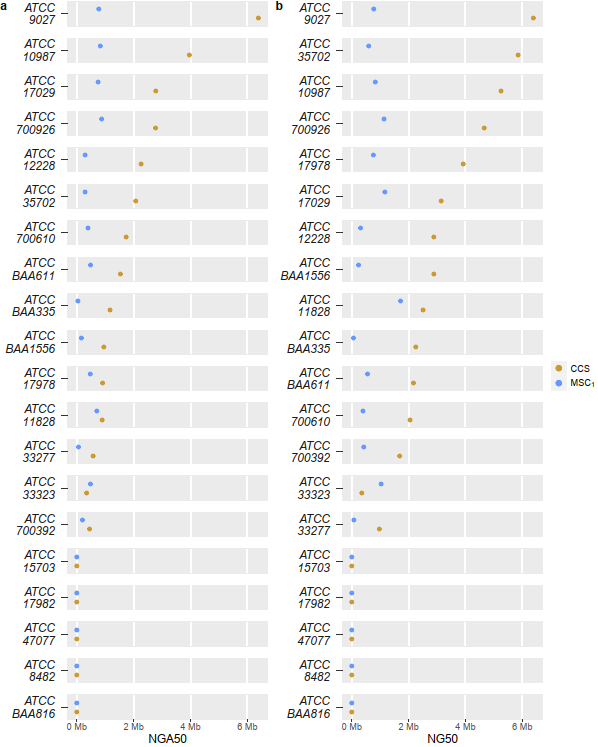 a
ATCC
9027
ATCC
10987
ATCC
17029
ATCC
700926
ATCC
12228
ATCC
35702
ATCC
700610
ATCC
BAA611
ATCC
BAA335
ATCC
BAA1556
ATCC
17978
ATCC
11828
ATCC
33277
ATCC
33323
ATCC
700392
ATCC
15703
ATCC
17982
ATCC
47077
ATCC
8482
ATCC
BAA816
0 Mb 2 Mb 4 Mb 6 Mb
NGA50
b
ATCC
9027
ATCC
35702
ATCC
10987
ATCC
700926
ATCC
17978
ATCC
17029
ATCC
12228
ATCC
BAA1556
ATCC
11828
ATCC
BAA335
ATCC
BAA611
ATCC
700610
ATCC
700392
ATCC
33323
ATCC
33277
ATCC
15703
ATCC
17982
ATCC
47077
ATCC
8482
ATCC
BAA816
0 Mb 2 Mb 4 Mb 6 Mb
NG50
CCS
MSC₁